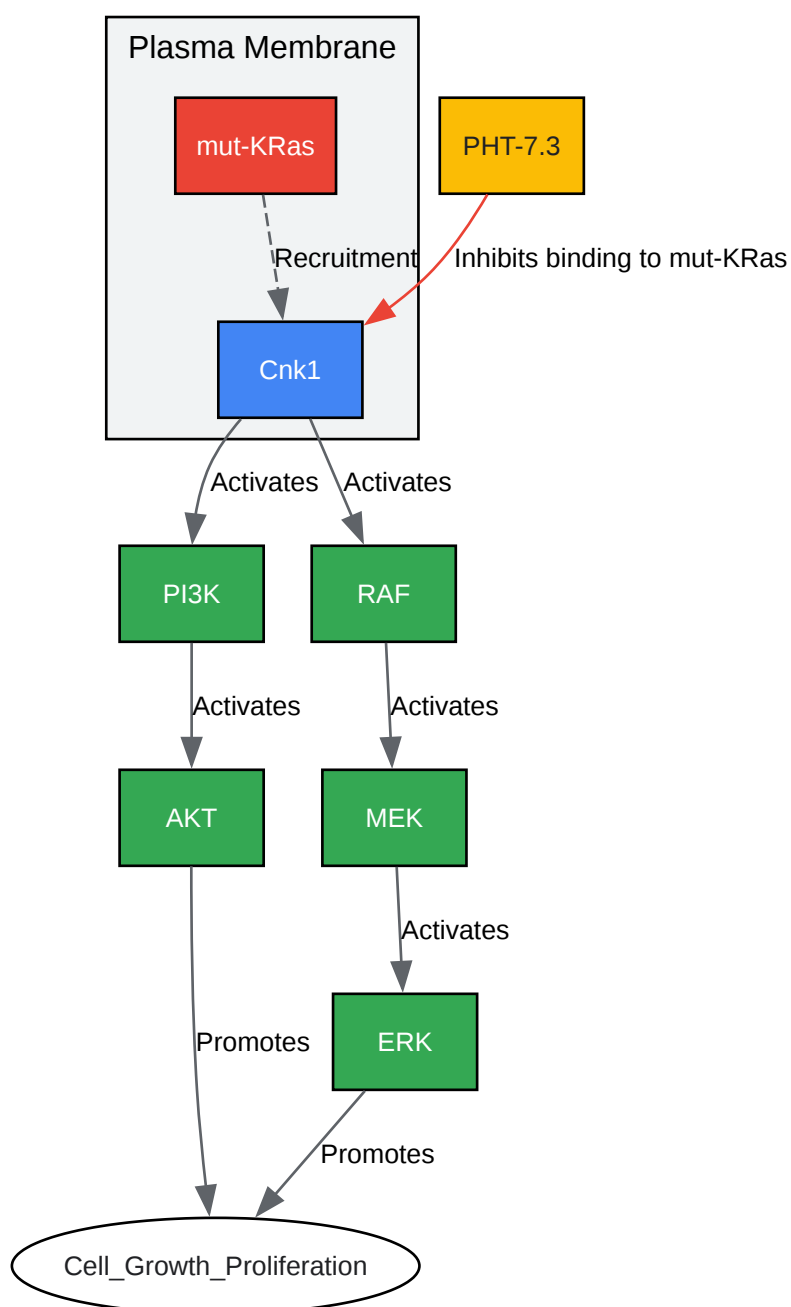 Plasma Membrane
mut-KRas
PHT-7.3
Recruitment
Inhibits binding to mut-KRas
Cnk1
Activates
Activates
PI3K
RAF
Activates
Activates
AKT
MEK
Activates
Promotes
ERK
Promotes
Cell_Growth_Proliferation